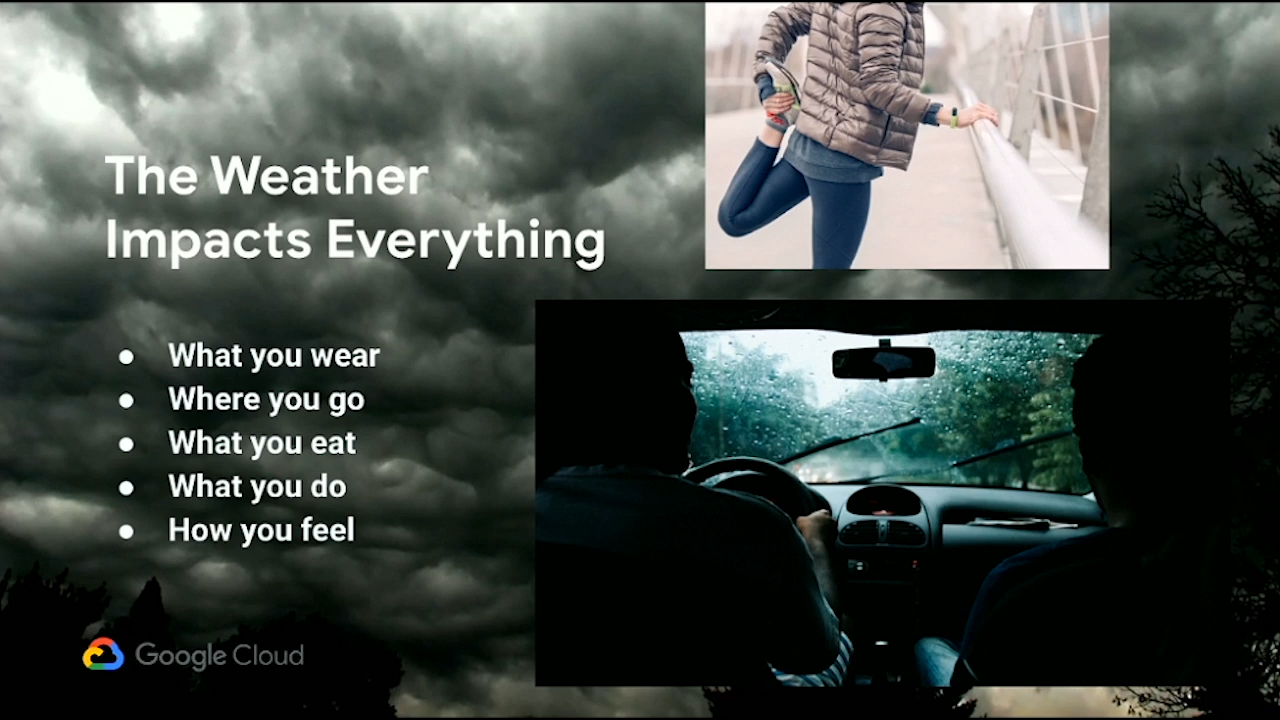 The Weather
Impacts Everything
● What you wear
● Where you go
● What you eat
● What you do
● How you feel
Google Cloud